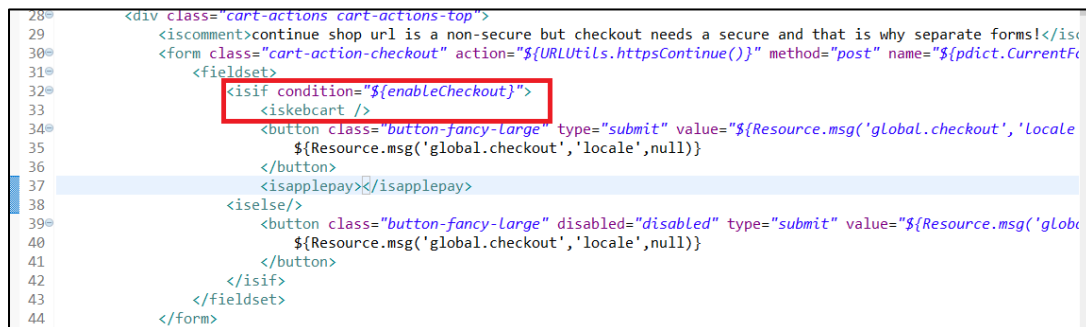 28 <div class="cart-actions cart-actions-top">
29 <iscomment>continue shop url is a non-secure but checkout needs a secure and that is why separate forms!</isc
30 <form class="cart-action-checkout" action="${URLUtils.httpsContinue()}" method="post" name="${pdict.CurrentFo
31 <fieldset>
32 <isif condition="${enableCheckout}">
33 <iskebcart />
34 <button class="button-fancy-large" type="submit" value="${Resource.msg('global.checkout','locale
35 ${Resource.msg('global.checkout','locale',null)}
36 </button>
37 <isapplepay></isapplepay>
38 <iselse/>
39 <button class="button-fancy-large" disabled="disabled" type="submit" value="${Resource.msg('globa
40 ${Resource.msg('global.checkout','locale',null)}
41 </button>
42 </isif>
43 </fieldset>
44 </form>